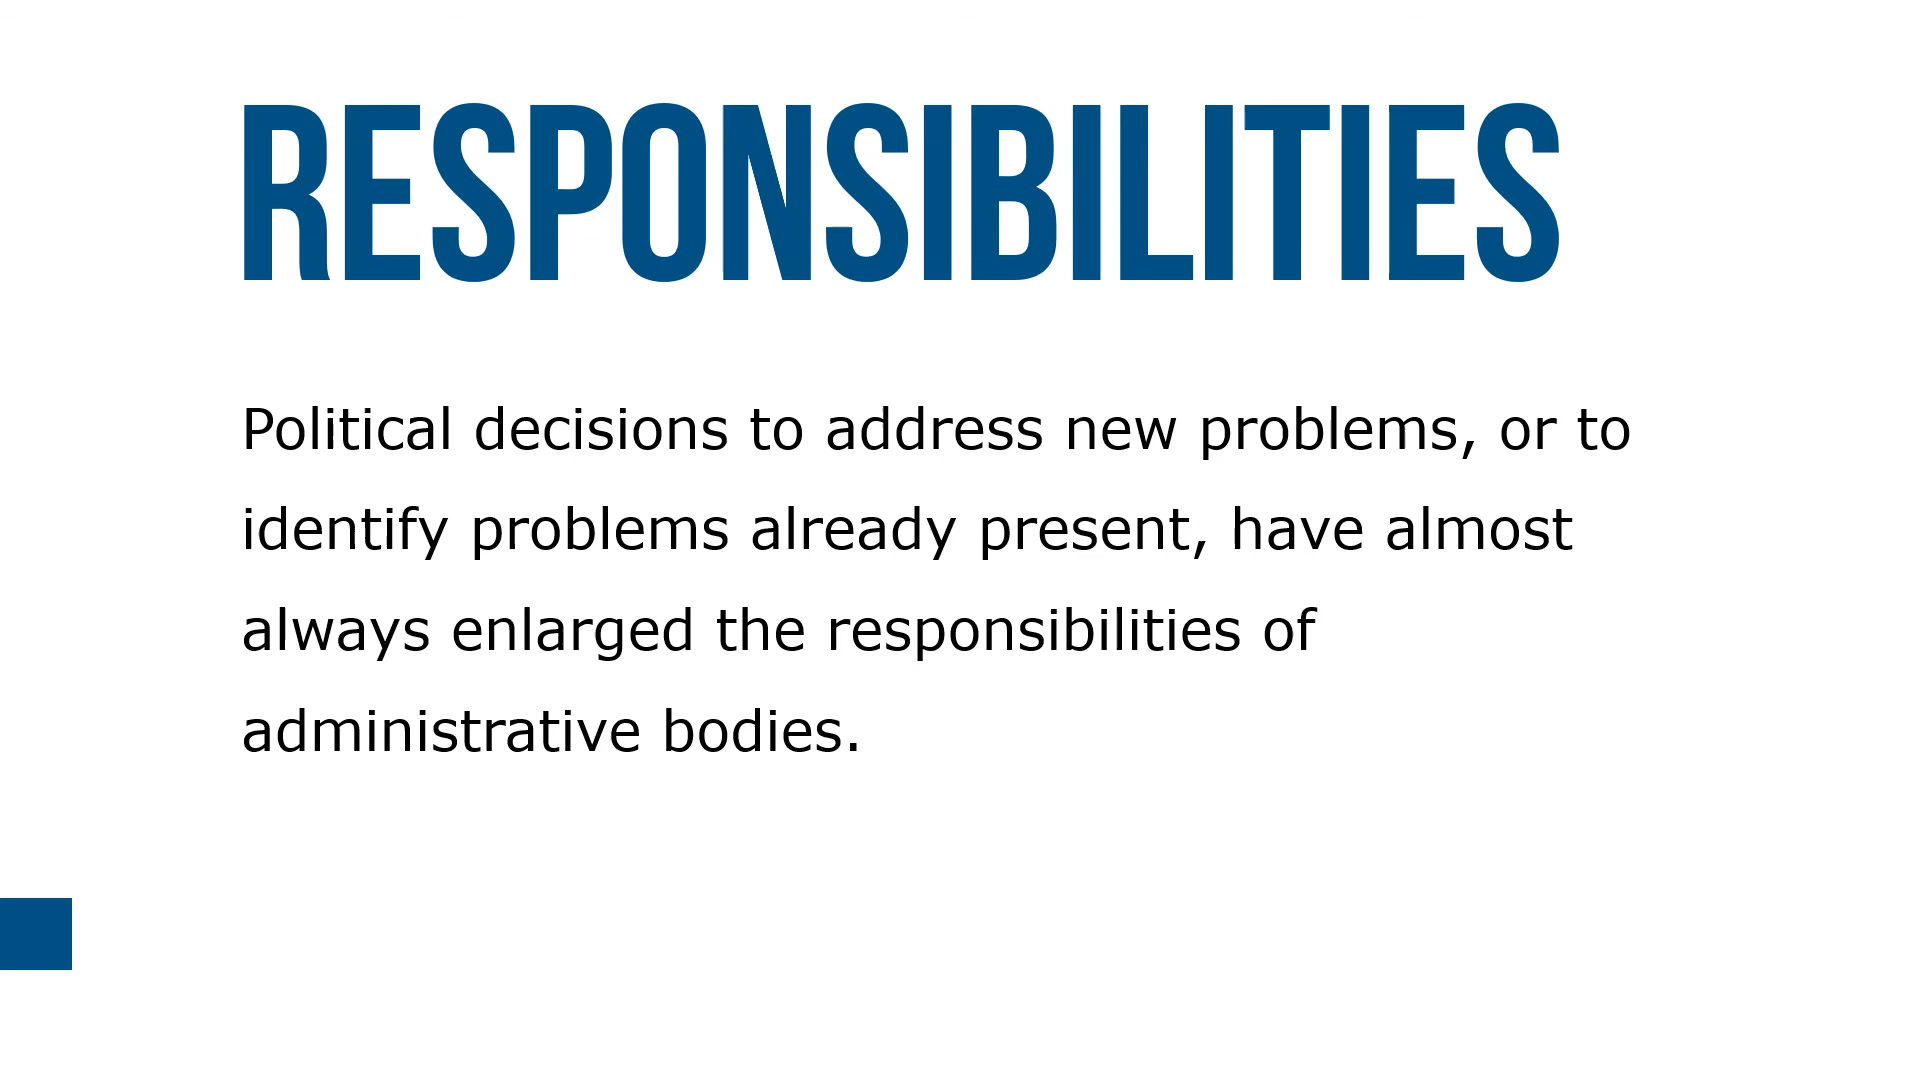 RESPONSIBILITIES
Political decisions to address new problems, or to
identify problems already present, have almost
always enlarged the responsibilities of
administrative bodies.